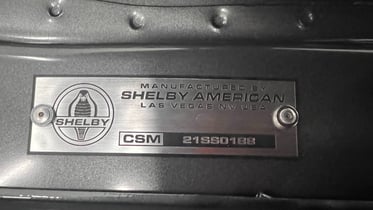 MANUFACTURED BY
SHELBY AMERICAN
LAS VEGAS NV USA
SHELBY
CSM 21SS0188